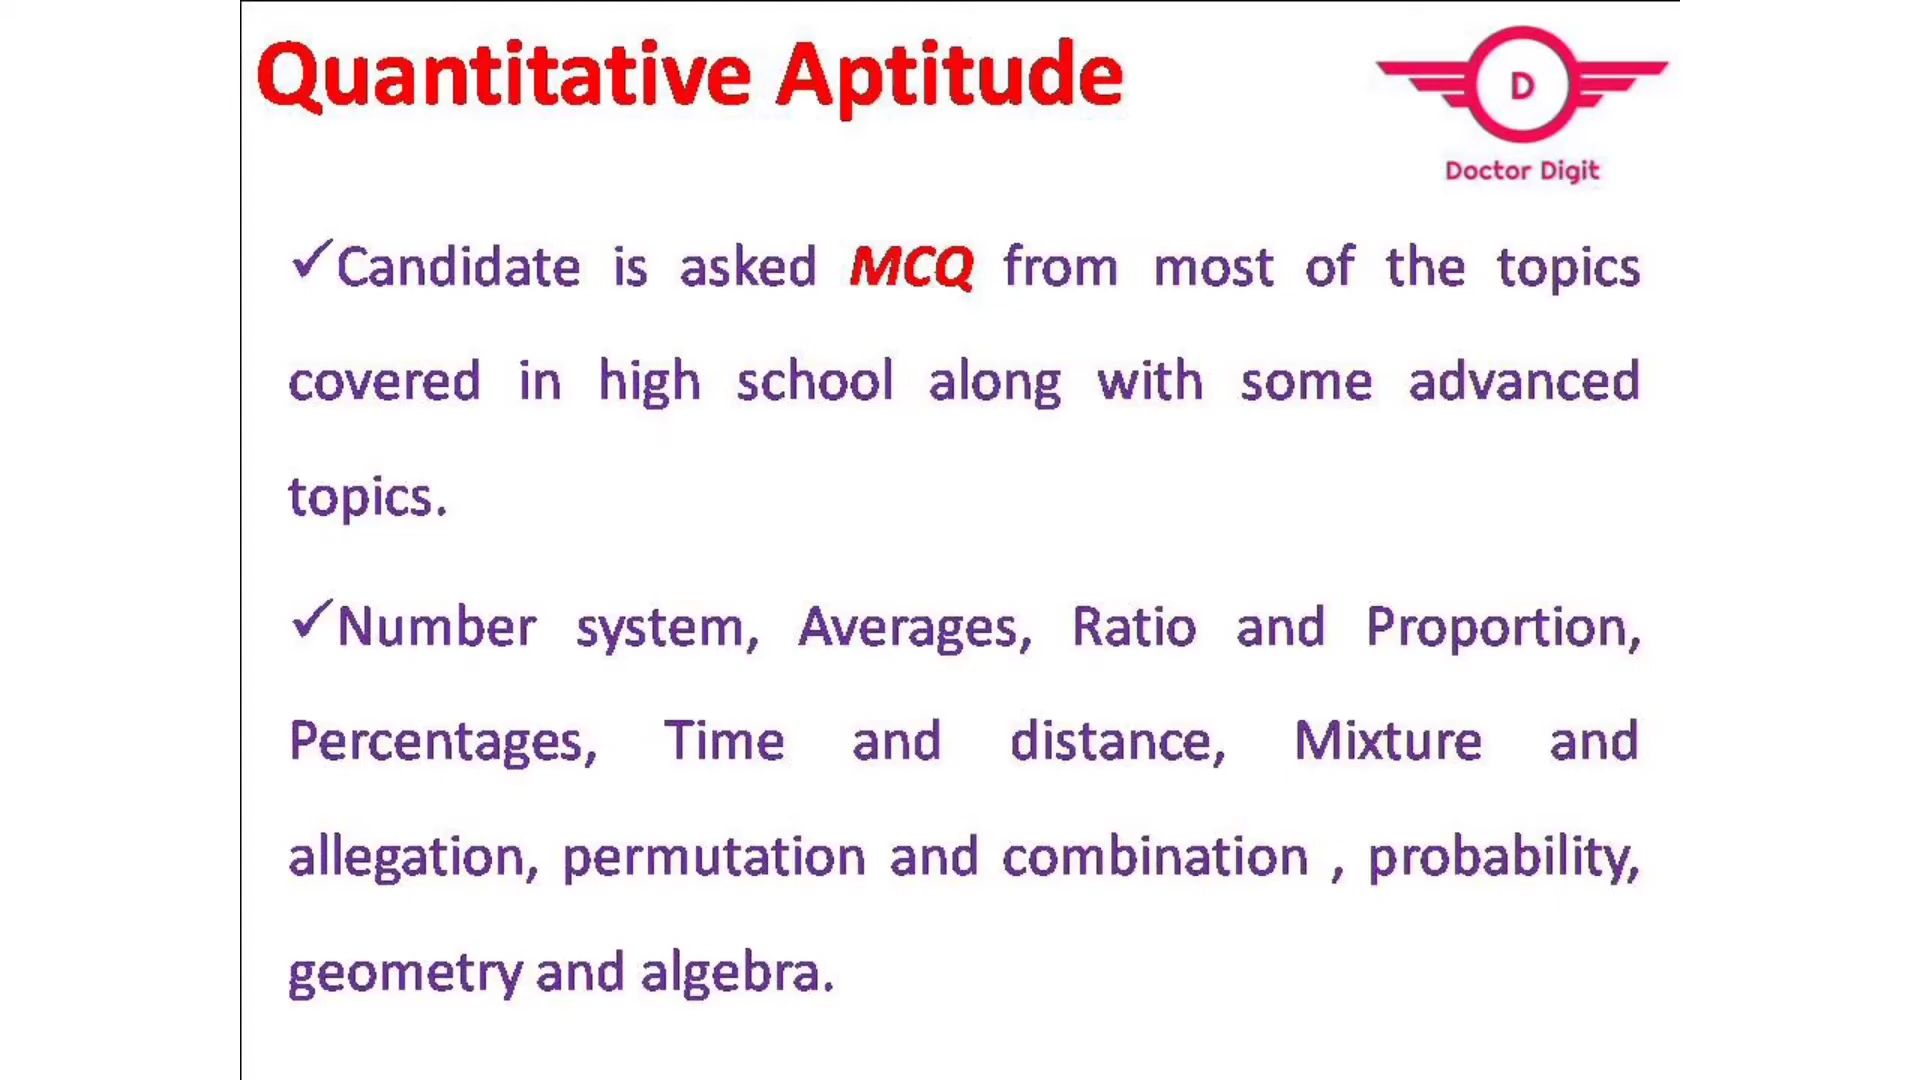 Quantitative Aptitude
D
Doctor Digit
✓Candidate is asked MCQ from most of the topics
covered in high school along with some advanced
topics.
✓Number system, Averages, Ratio and Proportion,
Percentages, Time and distance, Mixture and
allegation, permutation and combination , probability,
geometry and algebra.